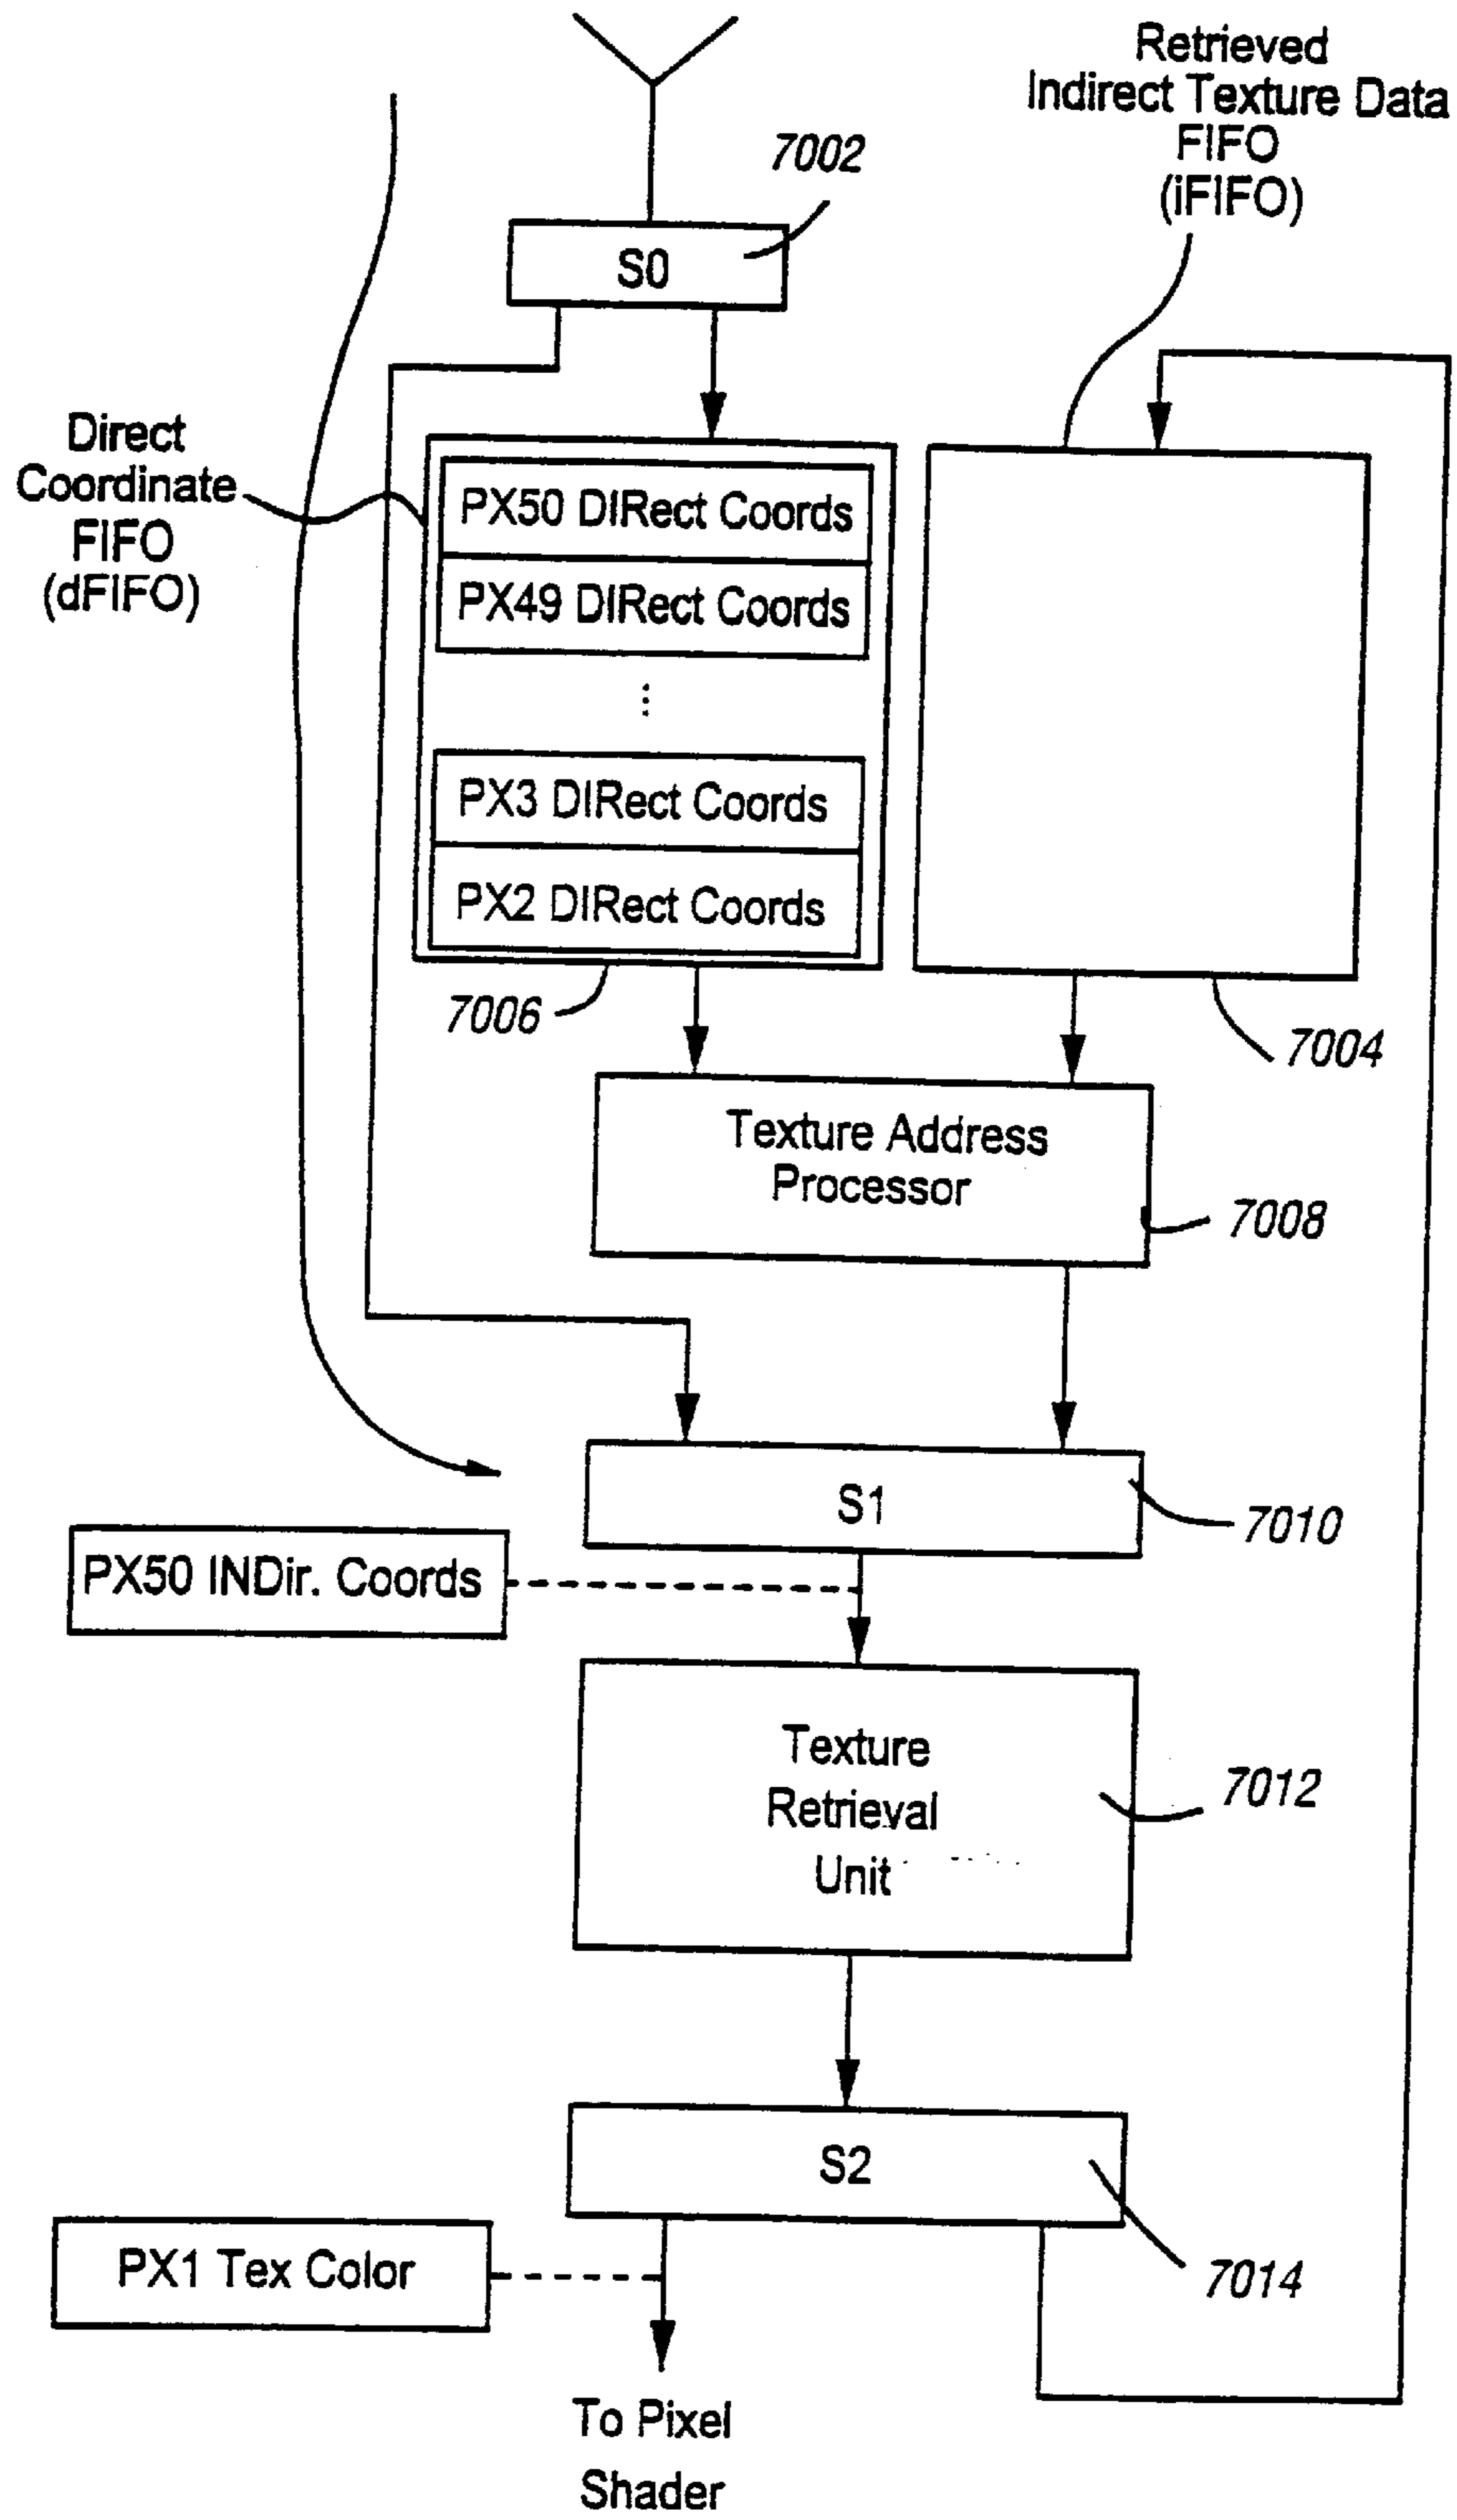 Retrieved
Indirect Texture Data
FIFO
(iFIFO)
7002
S0
Direct
Coordinate
FIFO
(dFIFO)
PX50 DIRect Coords
PX49 DIRect Coords
⋮
PX3 DIRect Coords
PX2 DIRect Coords
7006
7004
Texture Address
Processor
7008
S1
7010
PX50 INDir. Coords
Texture
Retrieval
Unit
7012
S2
7014
PX1 Tex Color
To Pixel
Shader